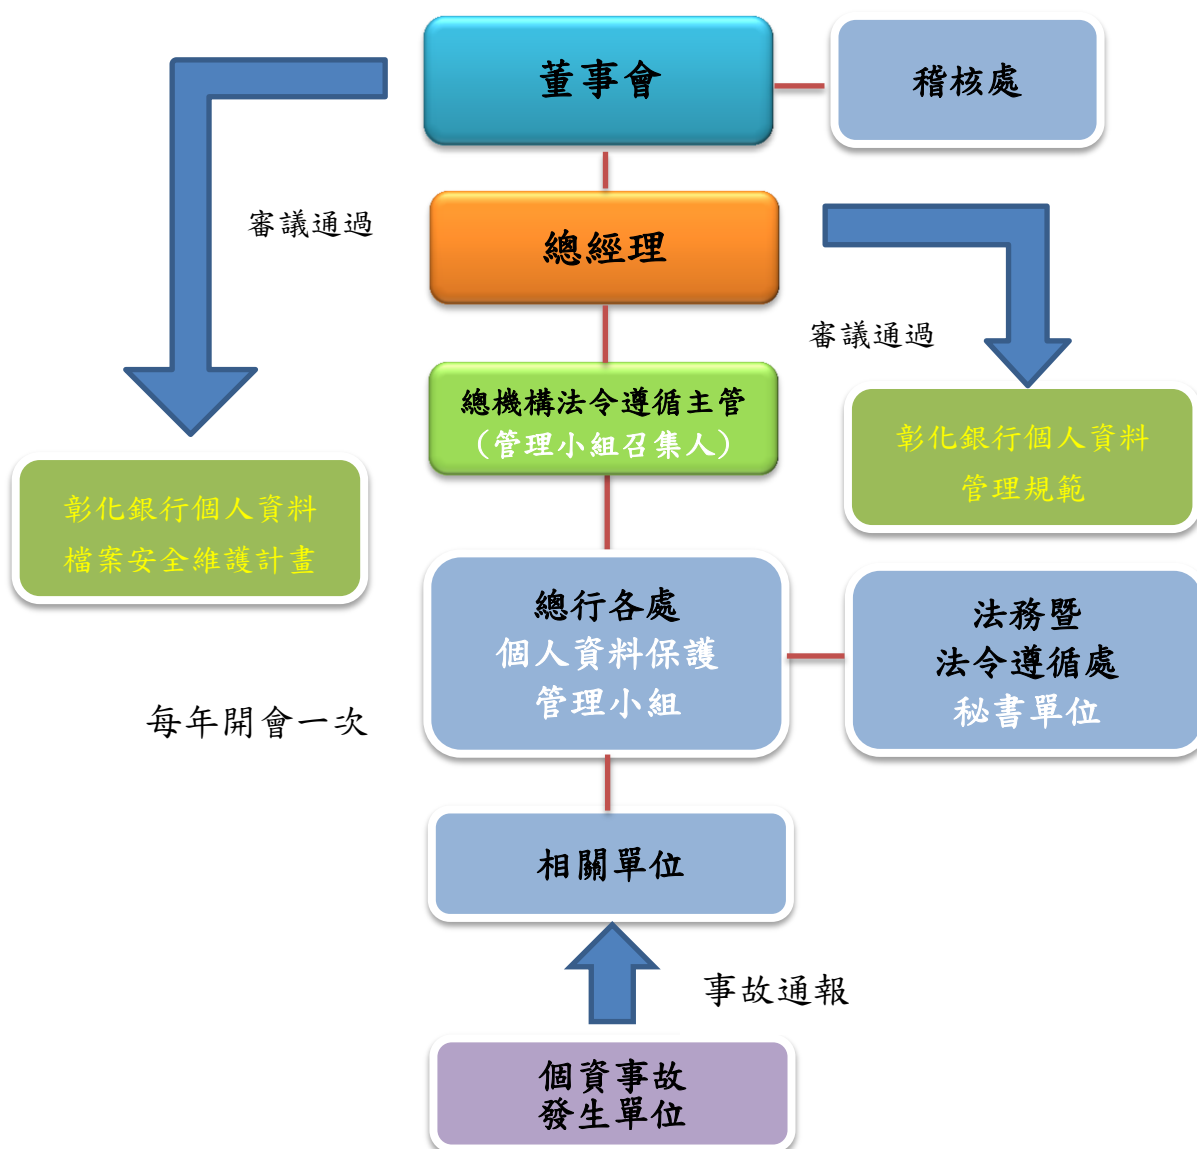 董事會
稽核處
審議通過
總經理
審議通過
總機構法令遵循主管
（管理小組召集人）
彰化銀行個人資料
管理規範
彰化銀行個人資料
檔案安全維護計畫
總行各處
個人資料保護
管理小組
法務暨
法令遵循處
秘書單位
每年開會一次
相關單位
事故通報
個資事故
發生單位